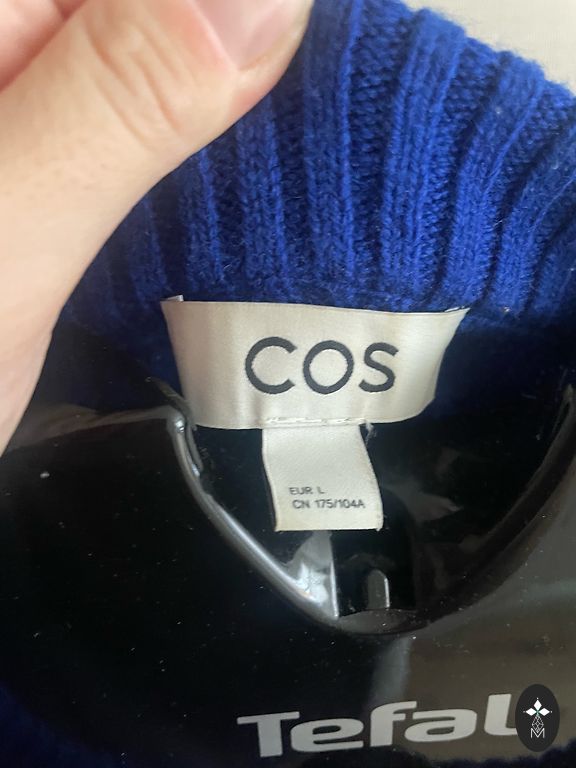 COS
EUR L
CN 175/104A
Tefal
M